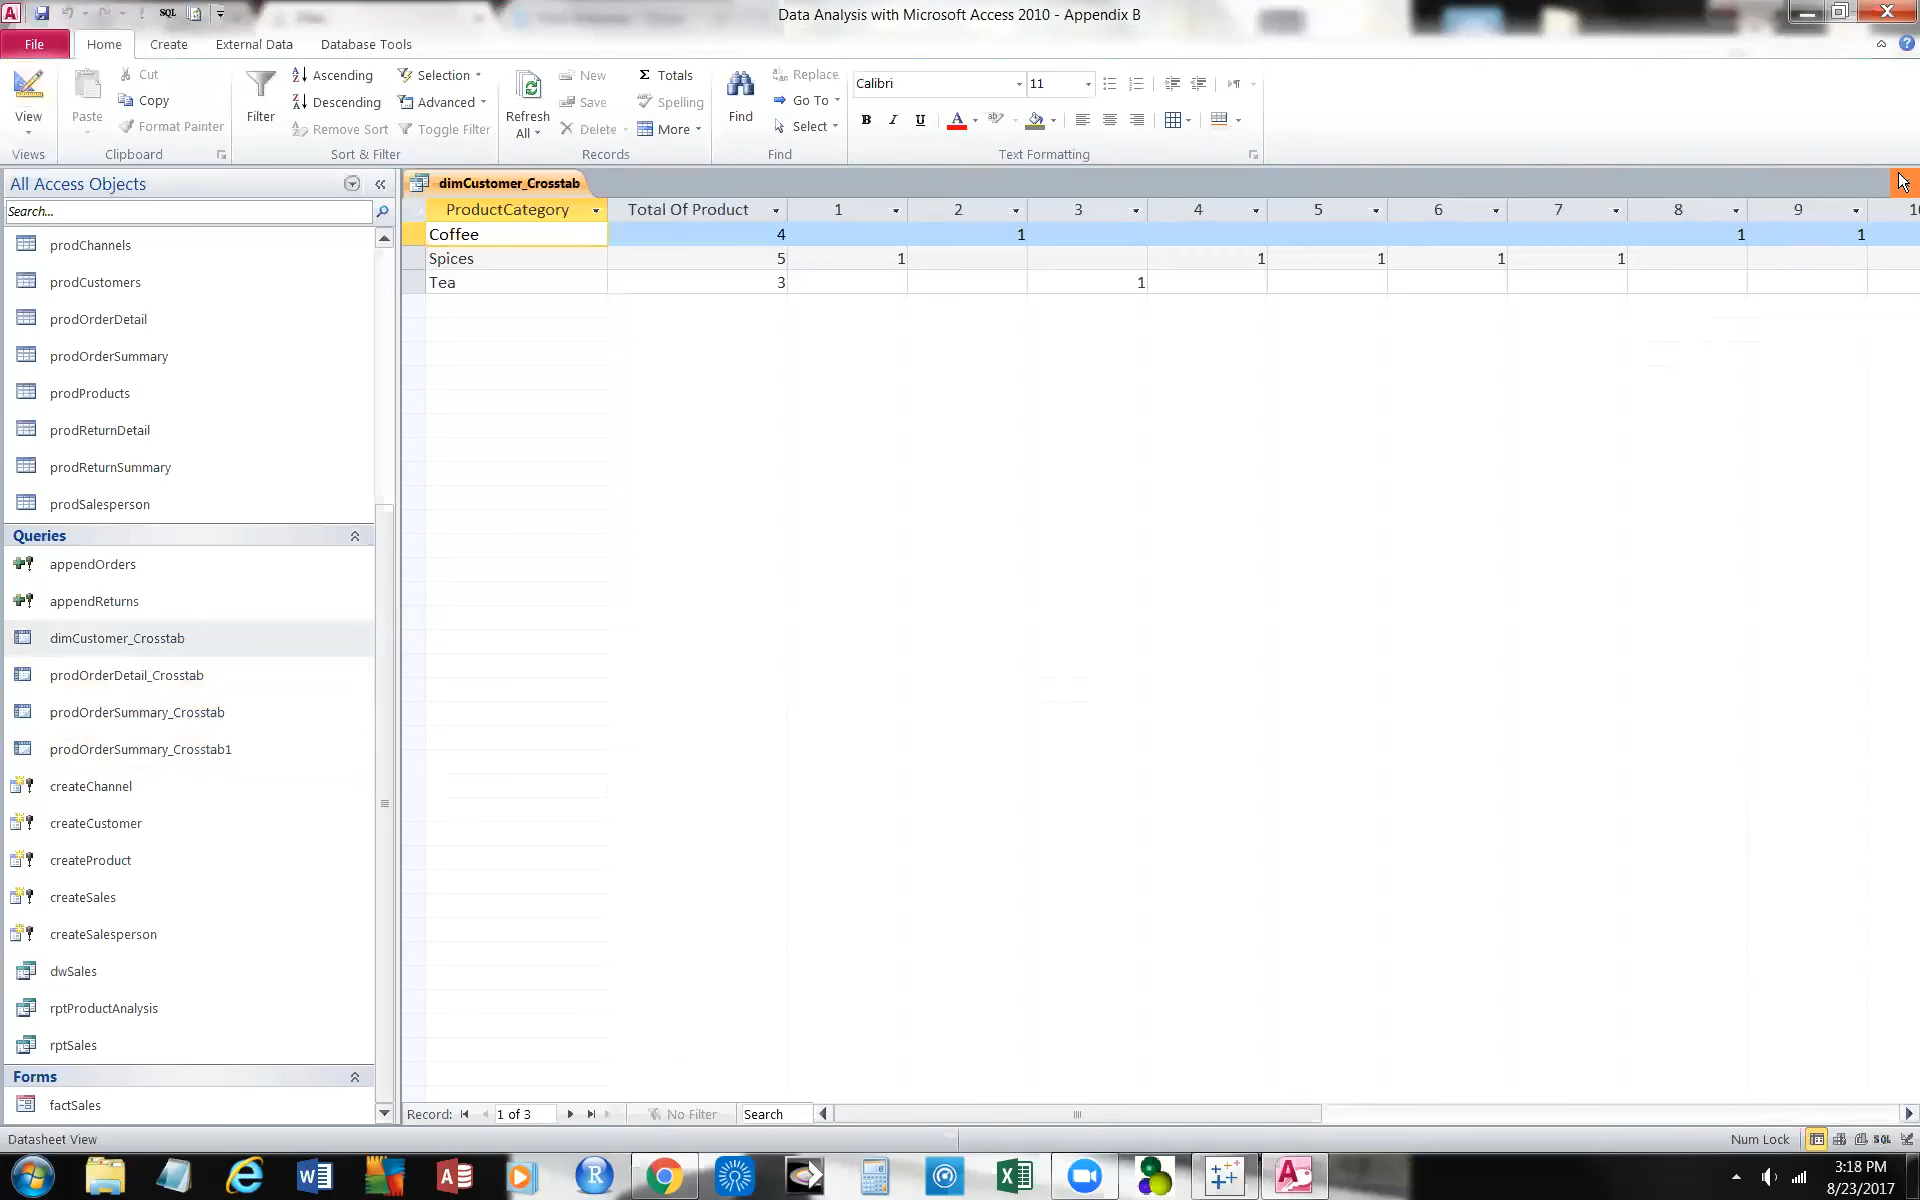 SQL
Data Analysis with Microsoft Access 2010 - Appendix B
File Home Create External Data Database Tools
View
Views
Paste
Cut
Copy
Format Painter
Clipboard
Filter
Ascending
Descending
Remove Sort
Selection
Advanced
Toggle Filter
Sort & Filter
Refresh
All
New
Save
Delete
Totals
Spelling
More
Records
Find
Replace
Go To
Select
Find
Calibri 11
B I U A
Text Formatting
All Access Objects
Search...
prodChannels
prodCustomers
prodOrderDetail
prodOrderSummary
prodProducts
prodReturnDetail
prodReturnSummary
prodSalesperson
Queries
appendOrders
appendReturns
dimCustomer_Crosstab
prodOrderDetail_Crosstab
prodOrderSummary_Crosstab
prodOrderSummary_Crosstab1
createChannel
createCustomer
createProduct
createSales
createSalesperson
dwSales
rptProductAnalysis
rptSales
Forms
factSales
dimCustomer_Crosstab
ProductCategory Total Of Product 1 2 3 4 5 6 7 8 9
Coffee 4 1 1 1
Spices 5 1 1 1 1 1
Tea 3 1
Record: 1 of 3 No Filter Search
Datasheet View Num Lock SQL
3:18 PM
8/23/2017